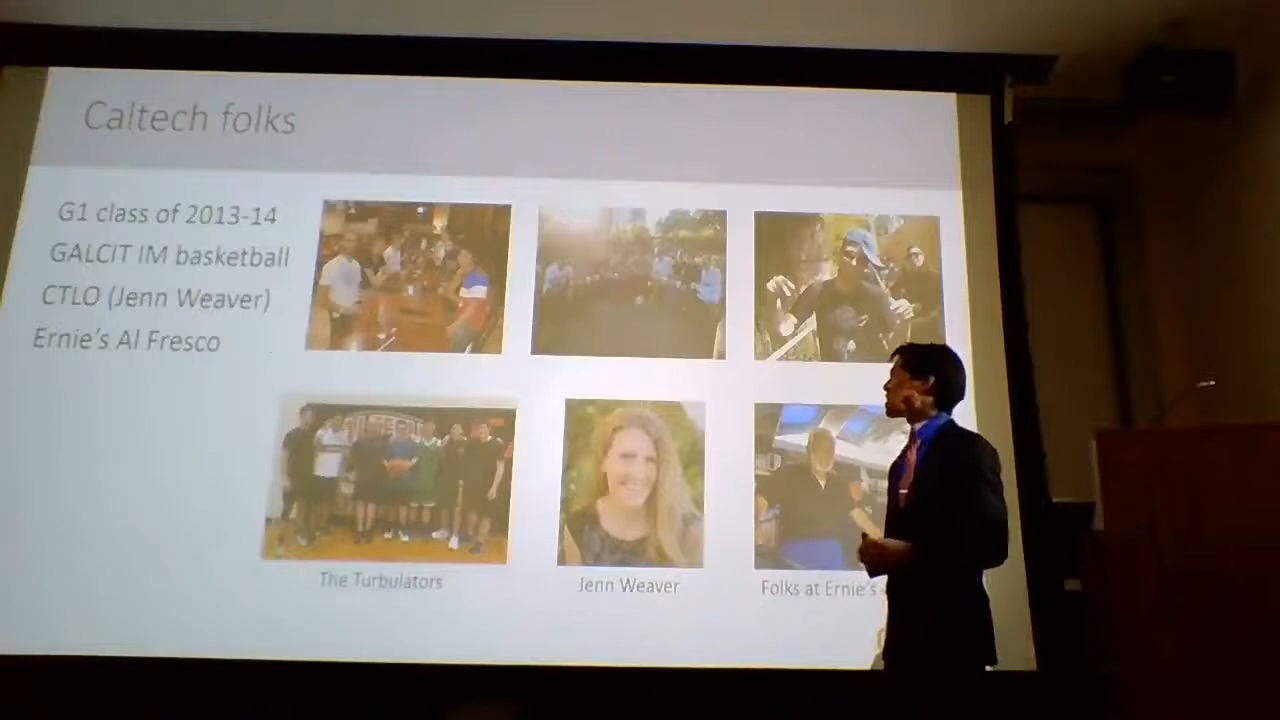 Caltech folks
G1 class of 2013-14
GALCIT IM basketball
CTLO (Jenn Weaver)
Ernie's Al Fresco
The Turbulators
Jenn Weaver
Folks at Ernie's